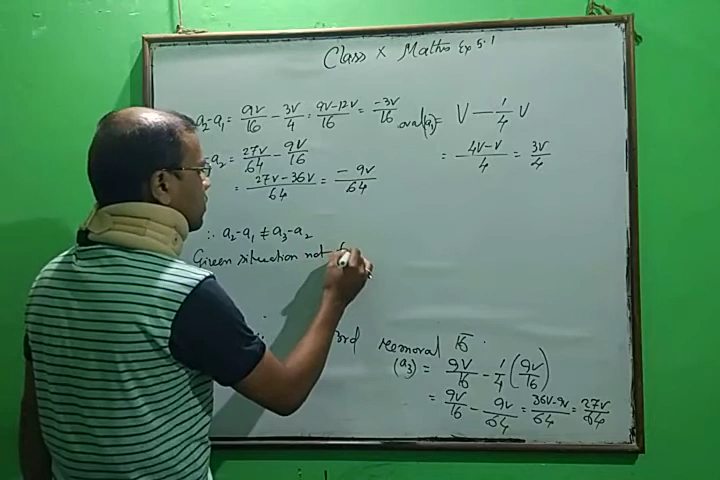 Class X Maths Ex 5.1
a₂-a₁ = 9V/16 - 3V/4 = 9V-12V/16 = -3V/16
a₂ = 27V/64 - 9V/16
= 27V-36V/64 = -9V/64
∴ a₂-a₁ ≠ a₃-a₂
Given situation not f
(a₁) = V - 1/4 V
= 4V-V/4 = 3V/4
3rd removal
(a₃) = 9V/16 - 1/4 (9V/16)
= 9V/16 - 9V/64 = 36V-9V/64 = 27V/64